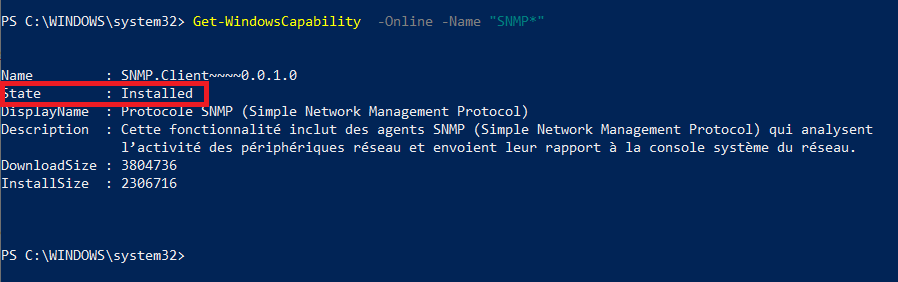 PS C:\WINDOWS\system32> Get-WindowsCapability  -Online -Name "SNMP*"
Name         : SNMP.Client~~~~0.0.1.0
State        : Installed
DisplayName  : Protocole SNMP (Simple Network Management Protocol)
Description  : Cette fonctionnalité inclut des agents SNMP (Simple Network Management Protocol) qui analysent
l’activité des périphériques réseau et envoient leur rapport à la console système du réseau.
DownloadSize : 3804736
InstallSize  : 2306716
PS C:\WINDOWS\system32>